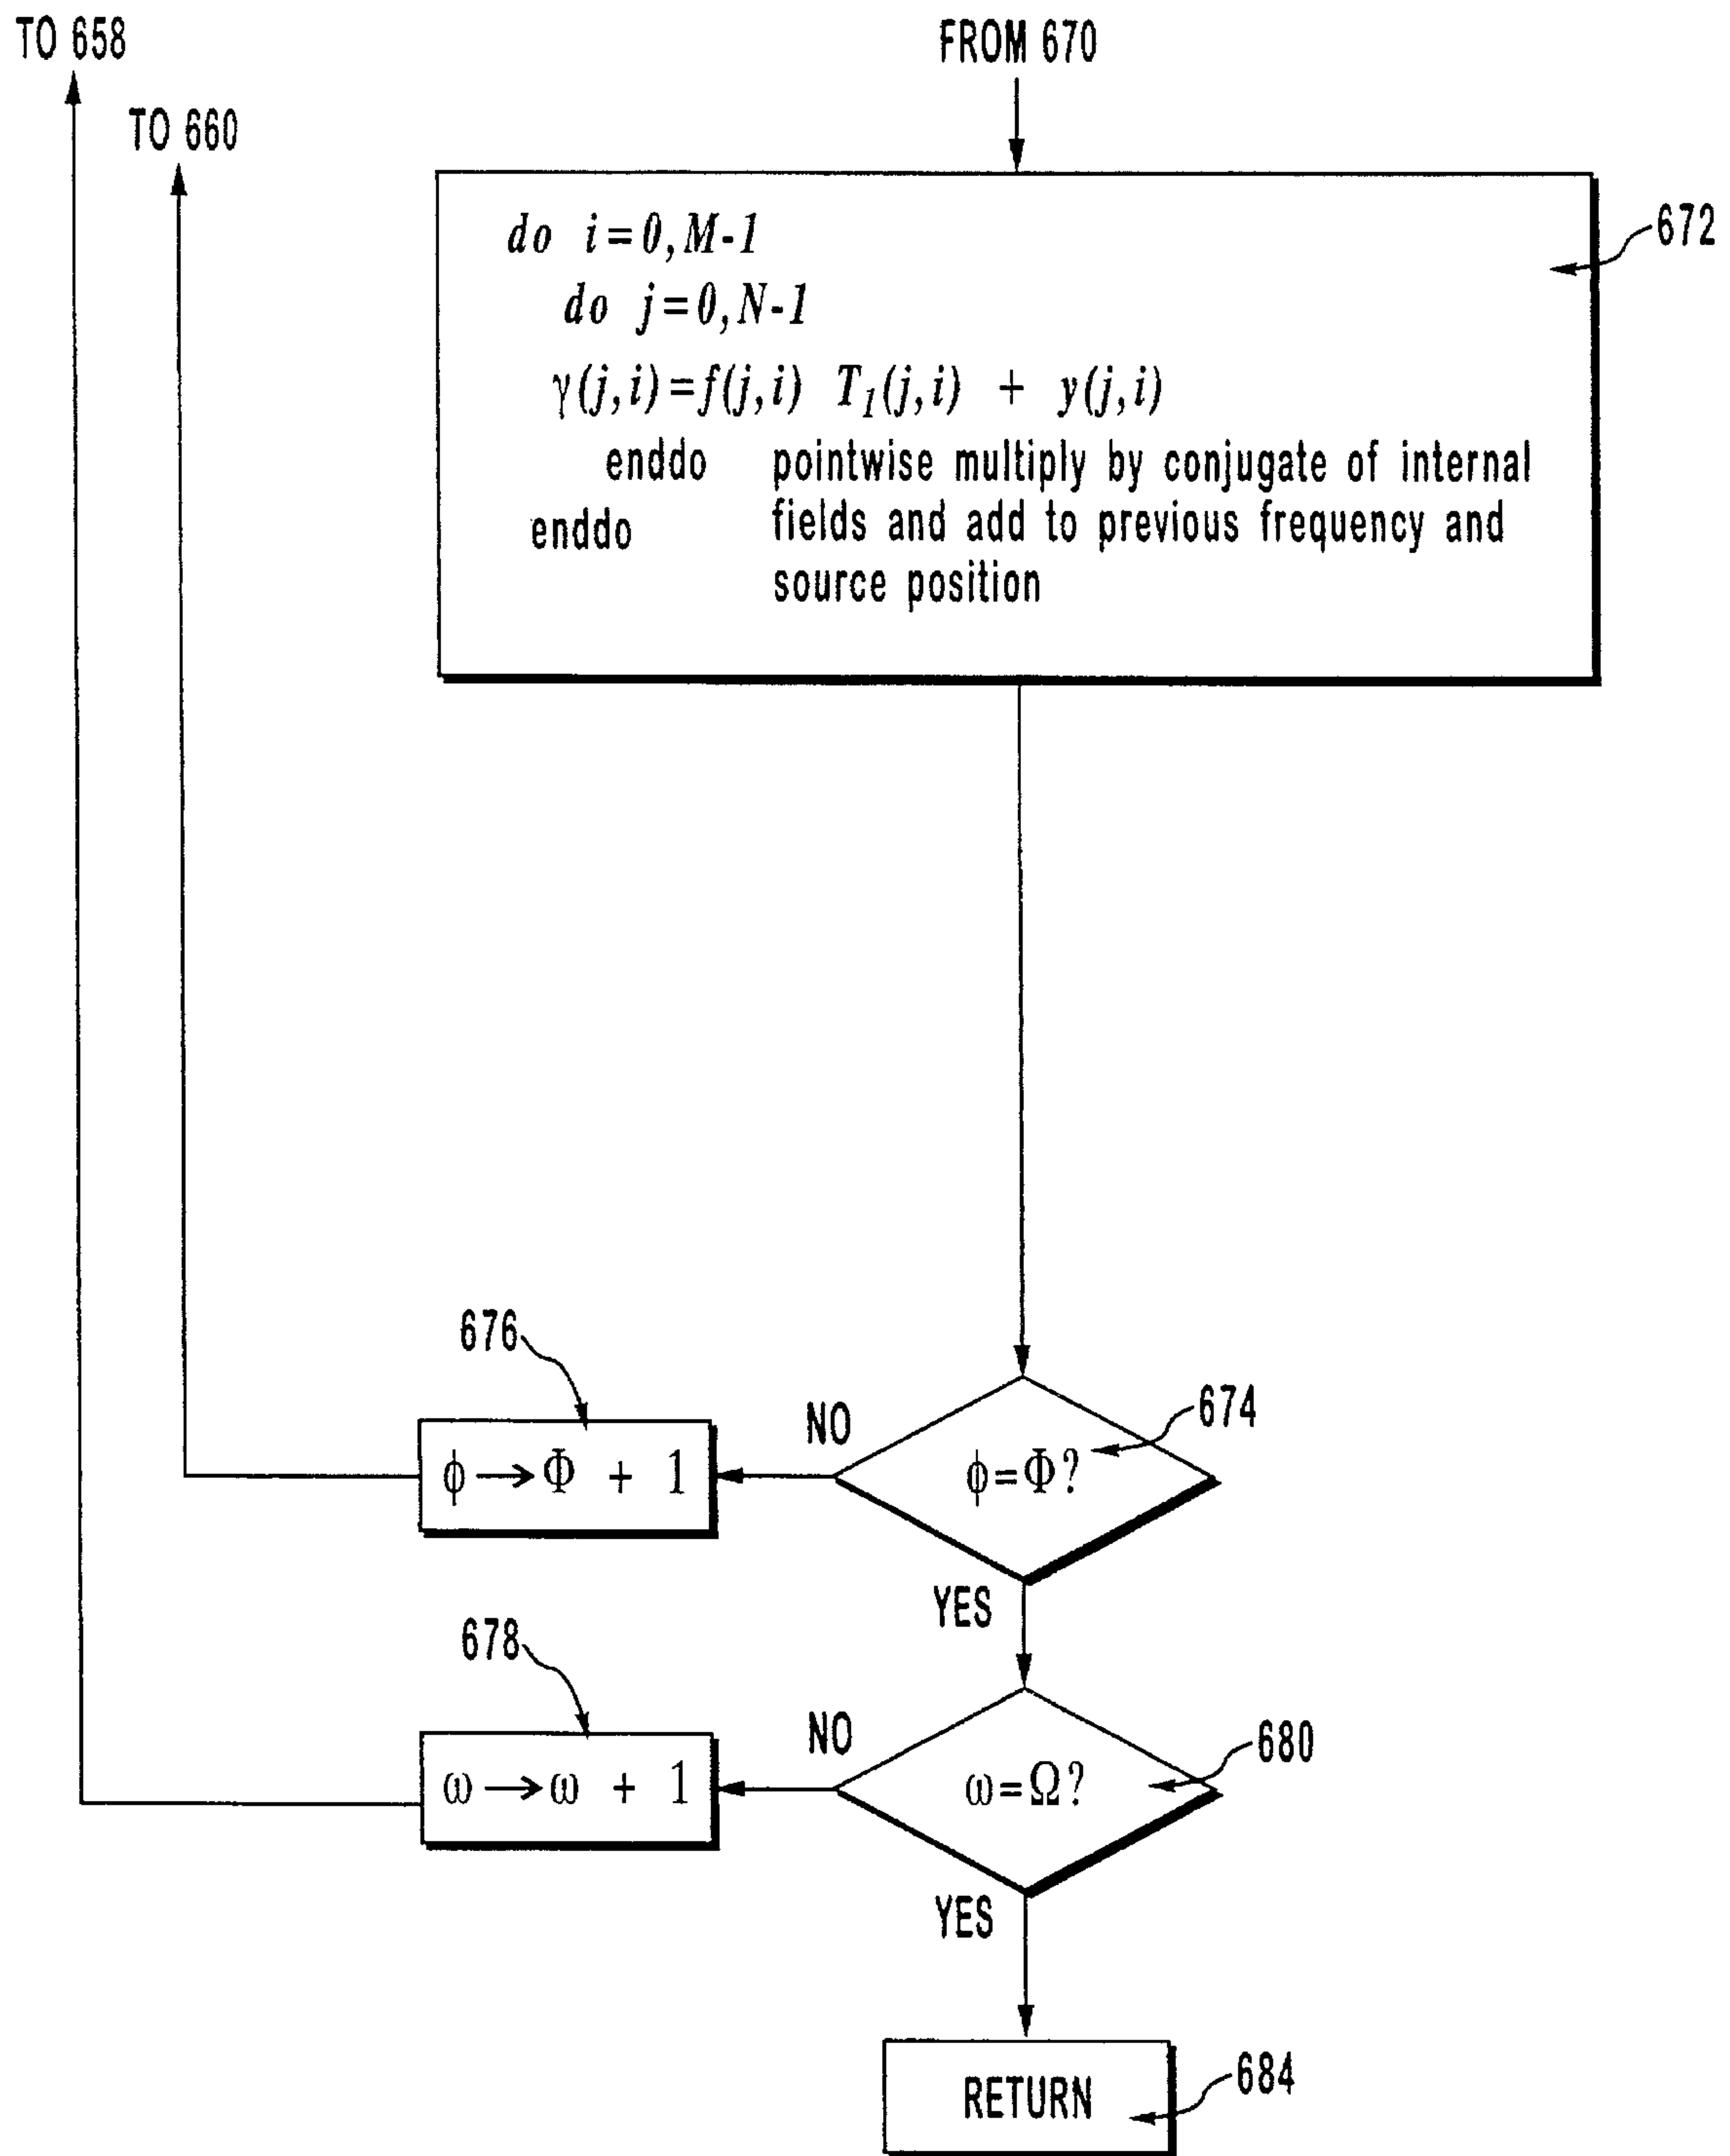 TO 658
FROM 670
TO 660
672
do i=0,M-1
do j=0,N-1
γ(j,i)=f(j,i) T₁(j,i) + y(j,i)
enddo pointwise multiply by conjugate of internal
enddo fields and add to previous frequency and
source position
676
674
NO
ϕ→Φ + 1
ϕ=Φ?
YES
678
680
NO
ω→ω + 1
ω=Ω?
YES
RETURN
684